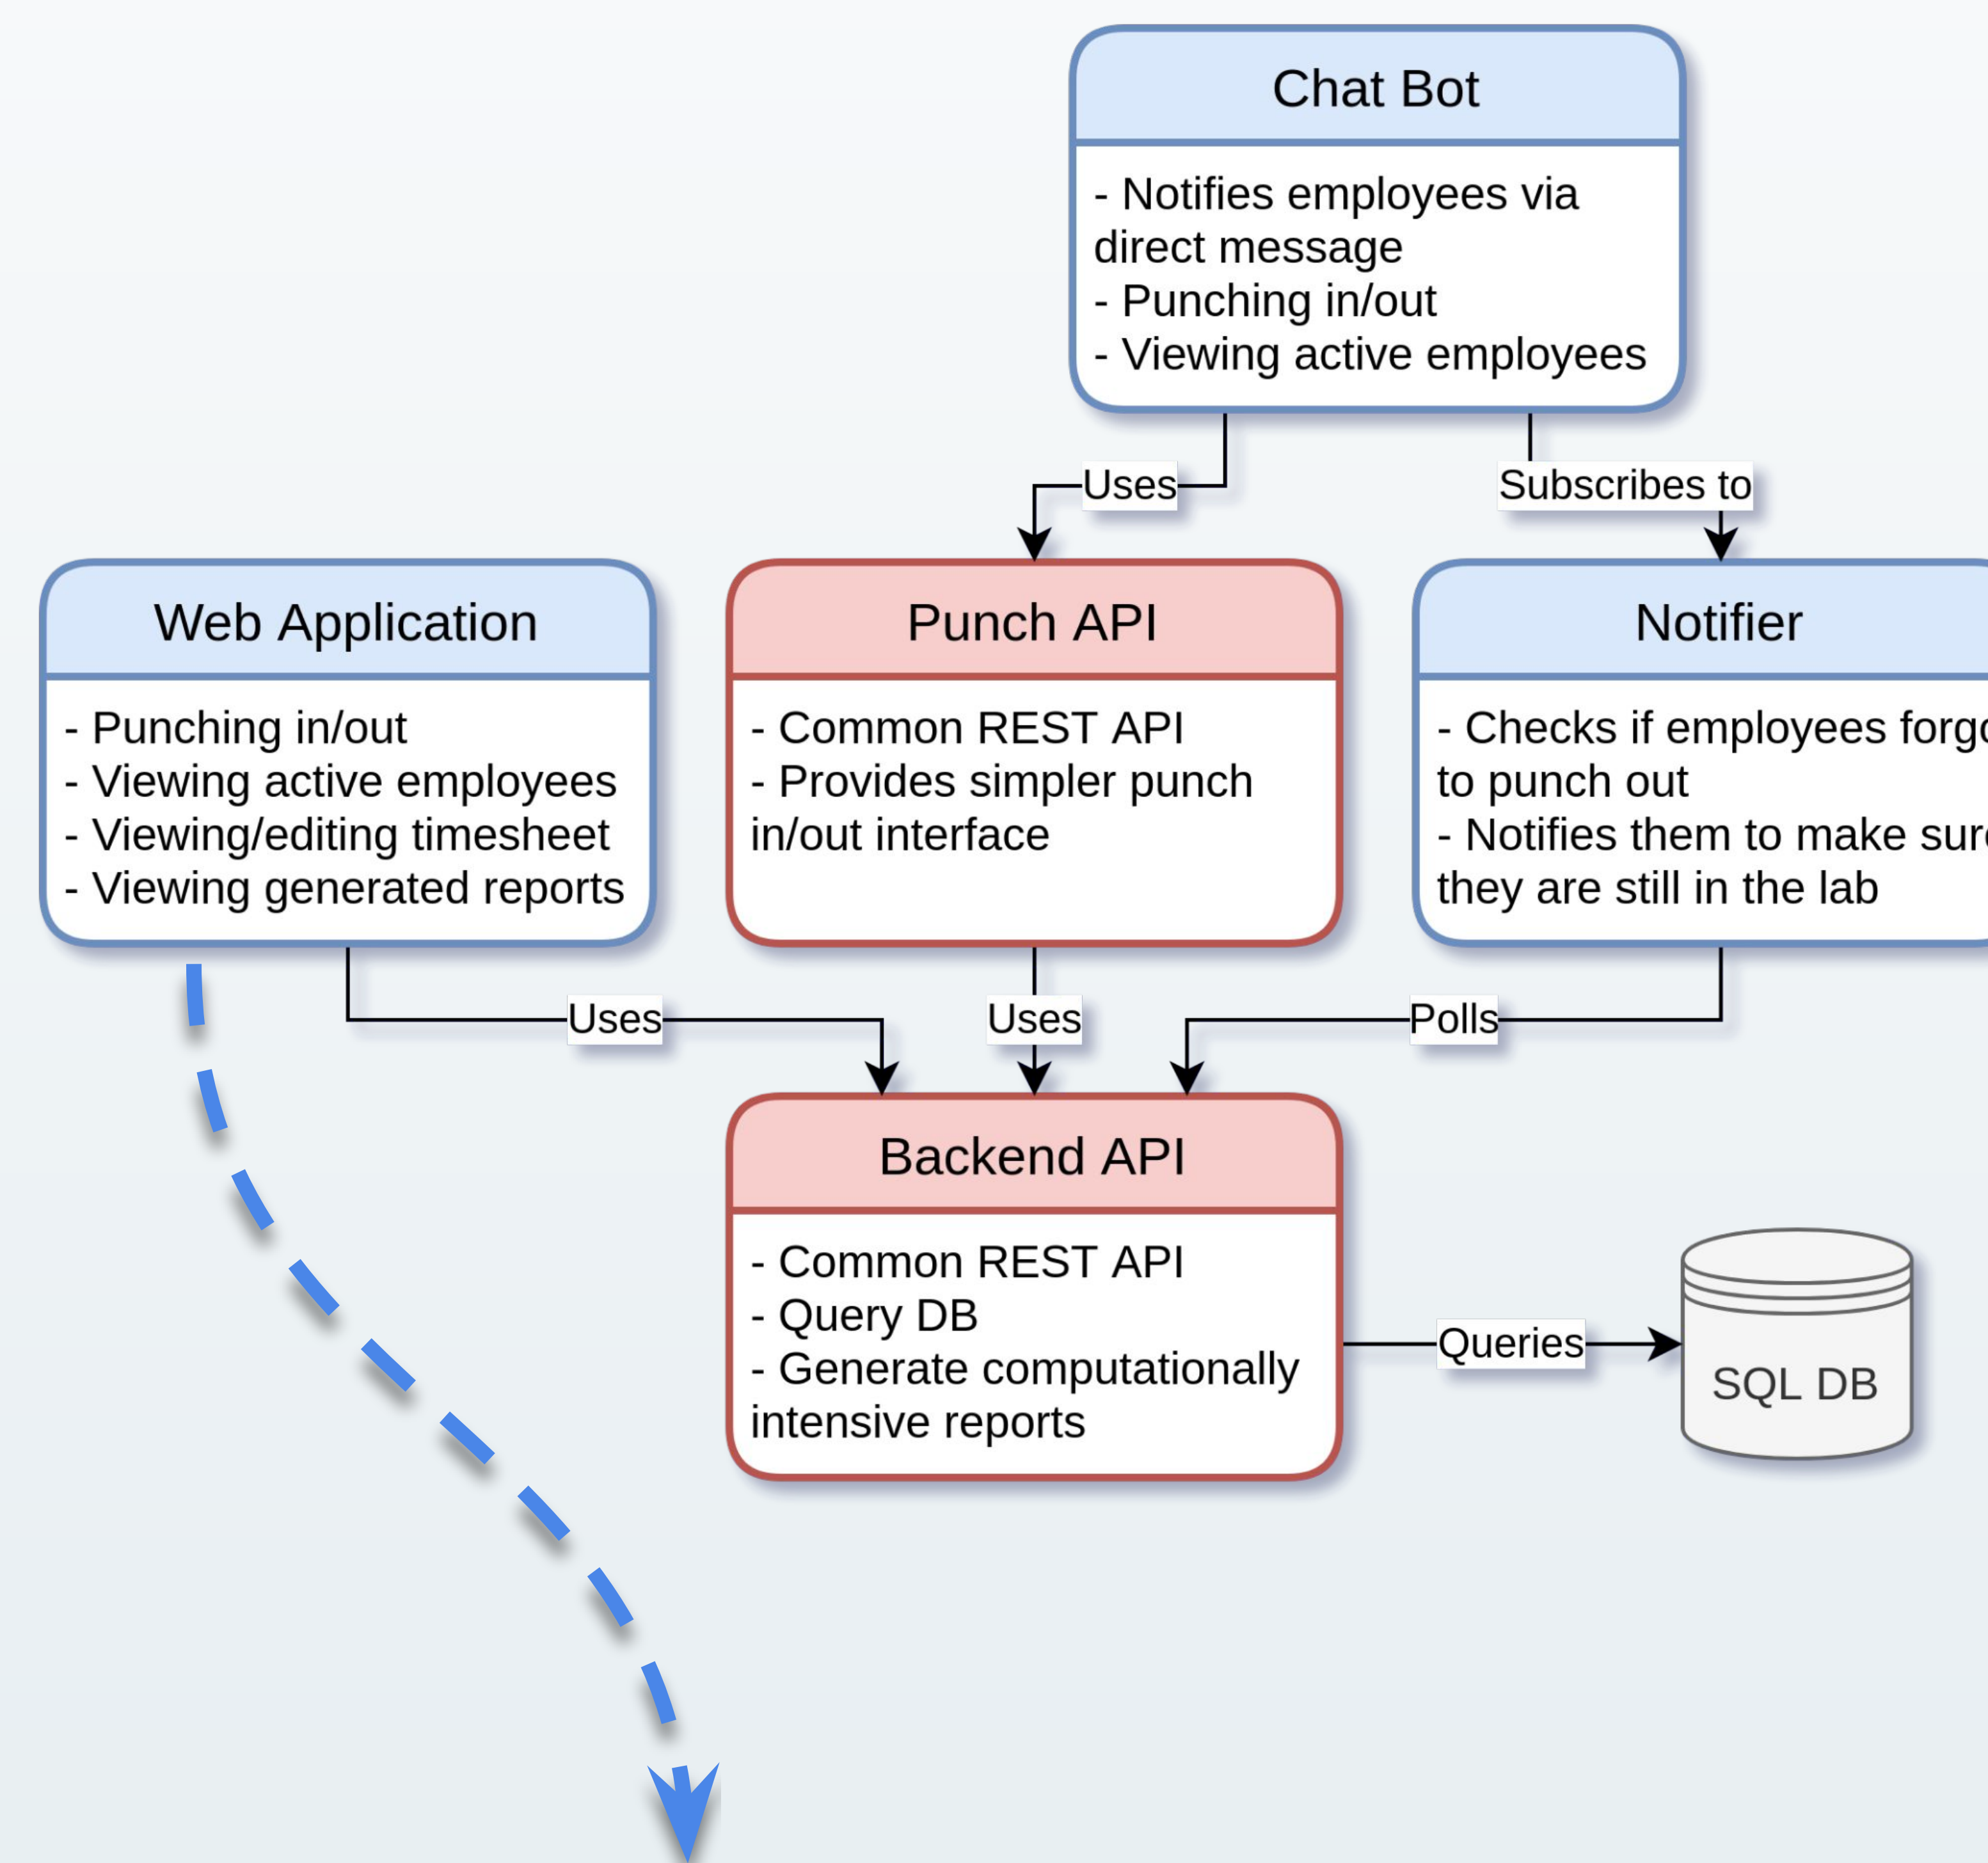 Chat Bot
- Notifies employees via
direct message
- Punching in/out
- Viewing active employees
Uses
Subscribes to
Web Application
- Punching in/out
- Viewing active employees
- Viewing/editing timesheet
- Viewing generated reports
Punch API
- Common REST API
- Provides simpler punch
in/out interface
Notifier
- Checks if employees
to punch out
- Notifies them to make
they are still in the lab
Uses
Uses
Polls
Backend API
- Common REST API
- Query DB
- Generate computationally
intensive reports
Queries
SQL DB